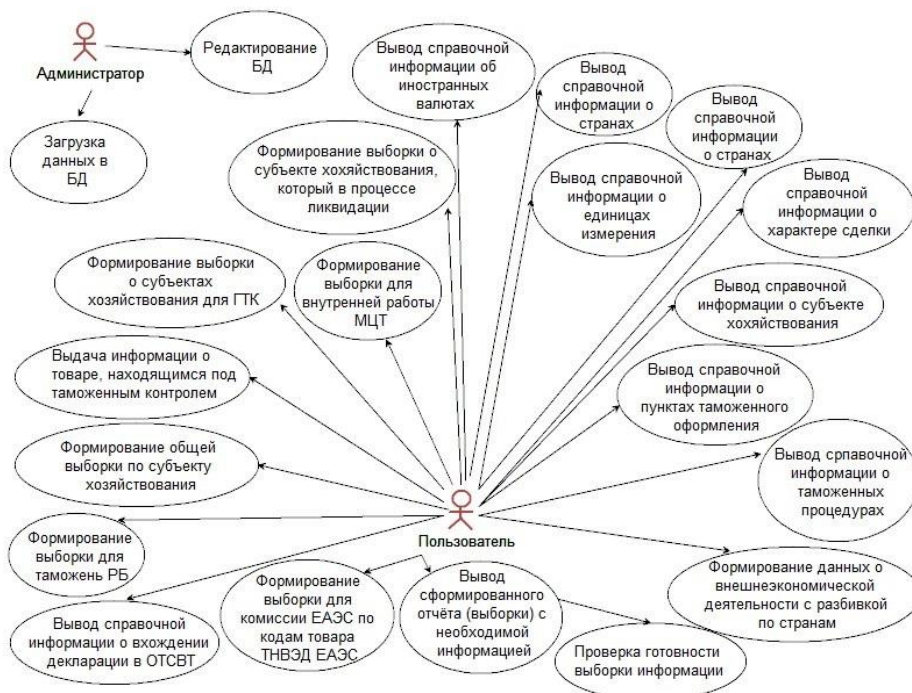 Администратор
Редактирование
БД
Загрузка
данных в
БД
Вывод справочной
информации об
иностранных
валютах
Вывод
справочной
информации о
странах
Вывод
справочной
информации
о странах
Формирование выборки о
субъекте хохяйствования,
который в процессе
ликвидации
Вывод
справочной
информации о
единицах
измерения
Вывод
справочной
информации о
характере сделки
Формирование выборки
о субъектах
хозяйствования для ГТК
Формирование
выборки для
внутренней работы
МЦТ
Вывод справочной
информации о субъекте
хохяйствования
Выдача информации о
товаре, находящимся под
таможенным контролем
Вывод справочной
информации о
пунктах таможенного
оформления
Формирование общей
выборки по субъекту
хозяйствования
Вывод српавочной
информации о
таможенных
процедурах
Пользователь
Формирование
выборки для
таможень РБ
Формирование данных о
внешнеэкономической
деятельности с разбивкой
по странам
Вывод справочной
информации о вхождении
декларации в ОТСВТ
Формирование
выборки для
комиссии ЕАЭС по
кодам товара
ТНВЭД ЕАЭС
Вывод
сформированного
отчёта (выборки) с
необходимой
информацией
Проверка готовности
выборки информации